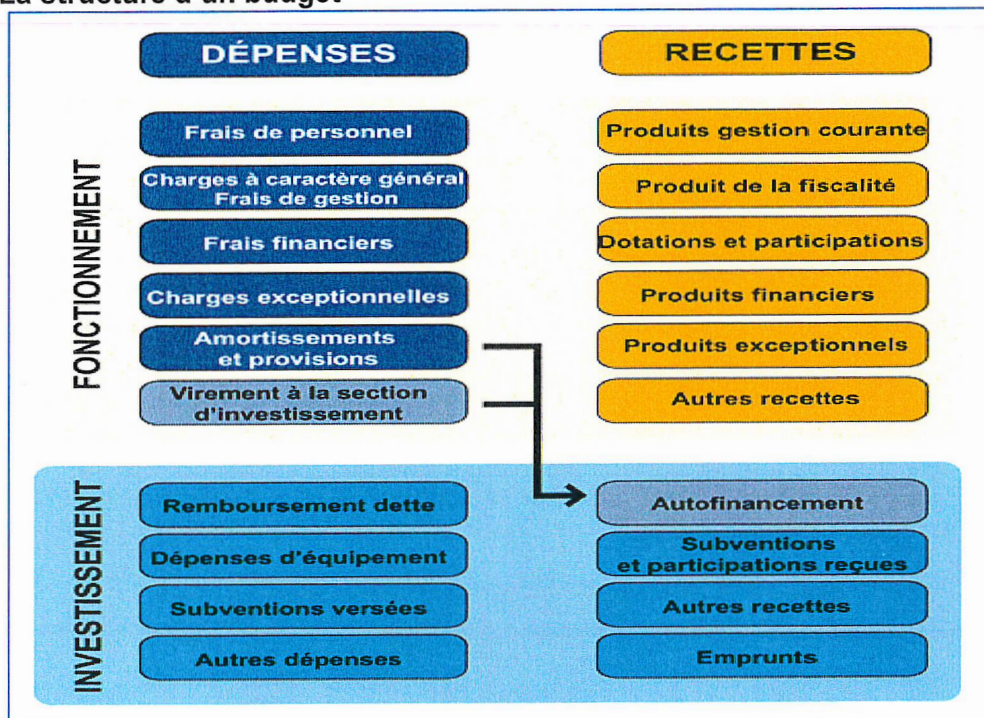 La structure d'un budget
DÉPENSES
RECETTES
FONCTIONNEMENT
Frais de personnel
Charges à caractère général
Frais de gestion
Frais financiers
Charges exceptionnelles
Amortissements
et provisions
Virement à la section
d'investissement
Produits gestion courante
Produit de la fiscalité
Dotations et participations
Produits financiers
Produits exceptionnels
Autres recettes
INVESTISSEMENT
Remboursement dette
Dépenses d'équipement
Subventions versées
Autres dépenses
Autofinancement
Subventions
et participations reçues
Autres recettes
Emprunts